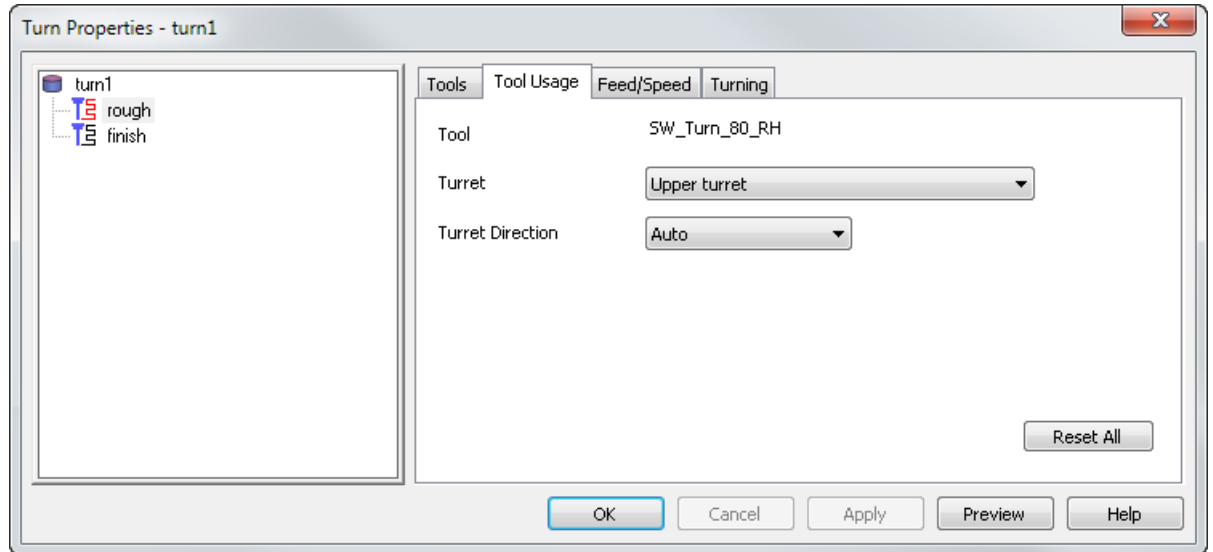 Turn Properties - turn1
turn1
rough
finish
Tools Tool Usage Feed/Speed Turning
Tool SW_Turn_80_RH
Turret Upper turret
Turret Direction Auto
Reset All
OK Cancel Apply Preview Help